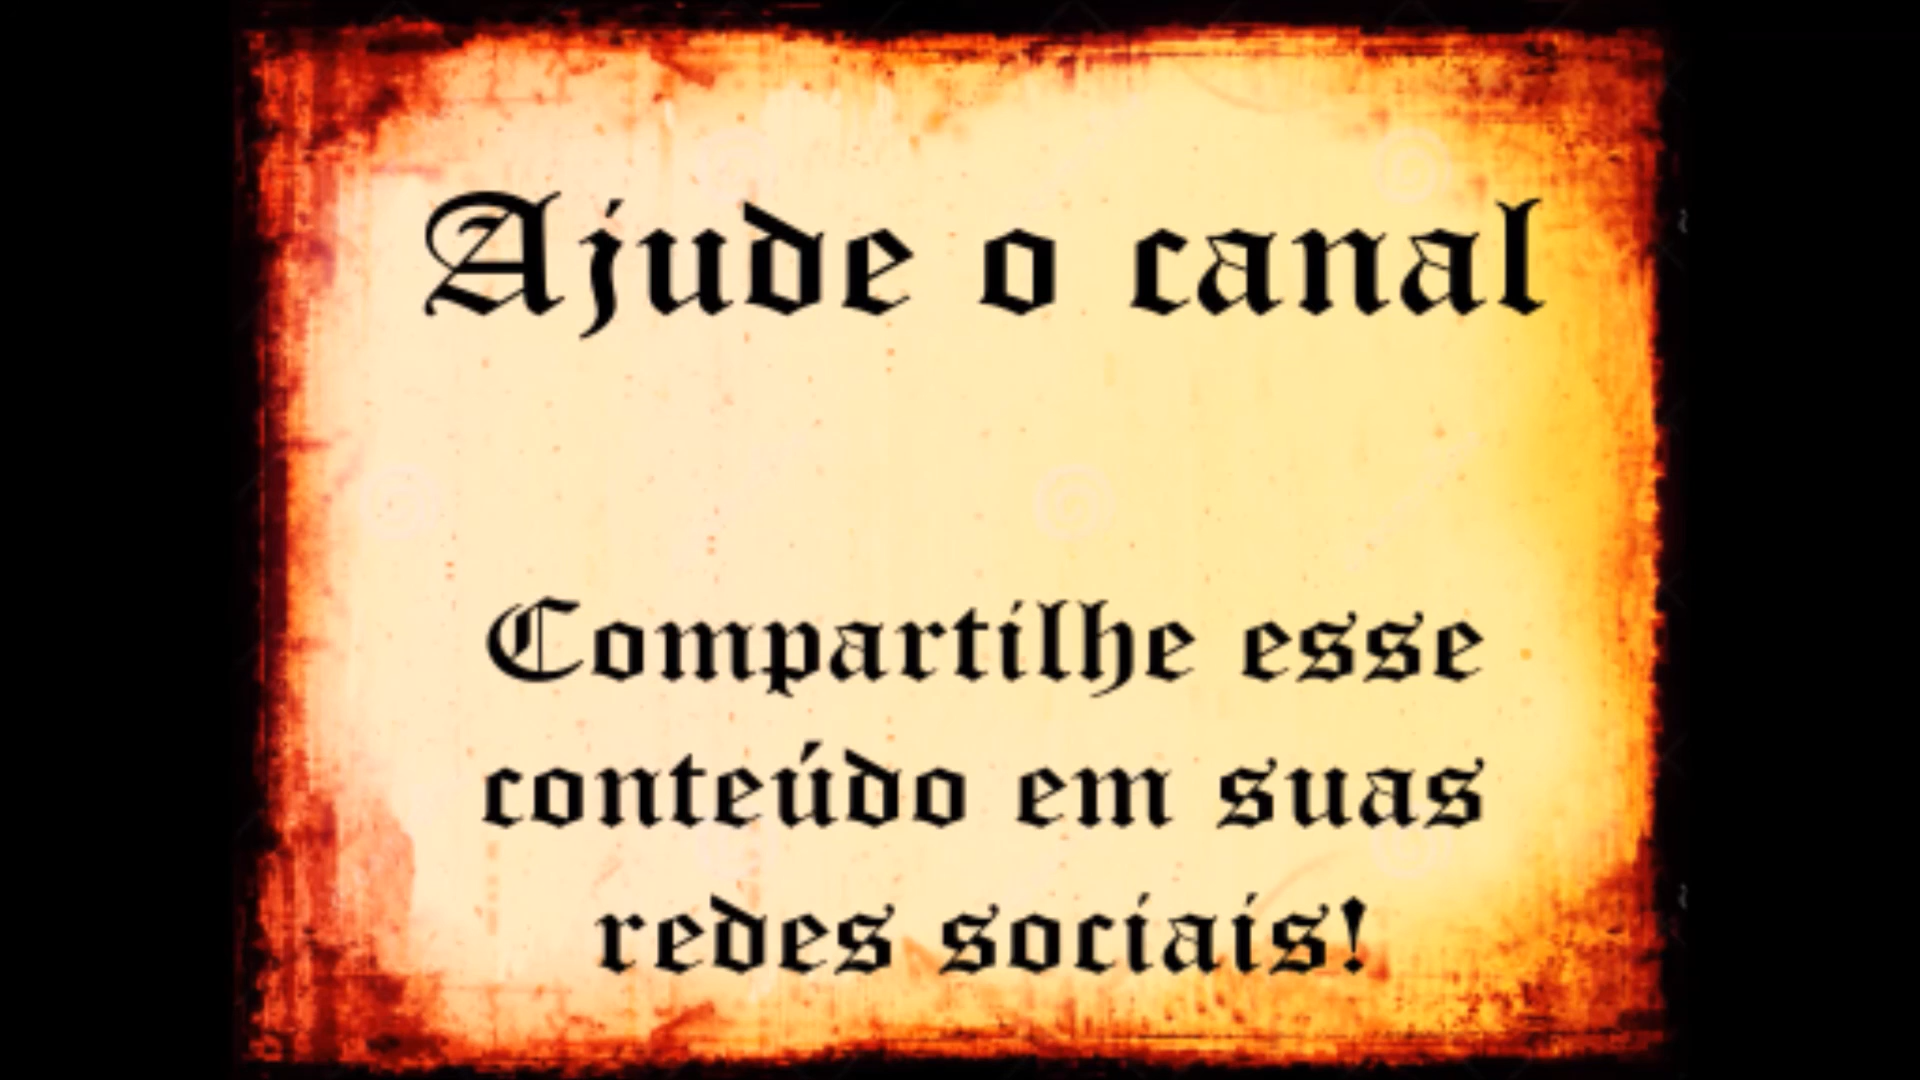 Ajude o canal
Compartilhe esse
conteúdo em suas
redes sociais!